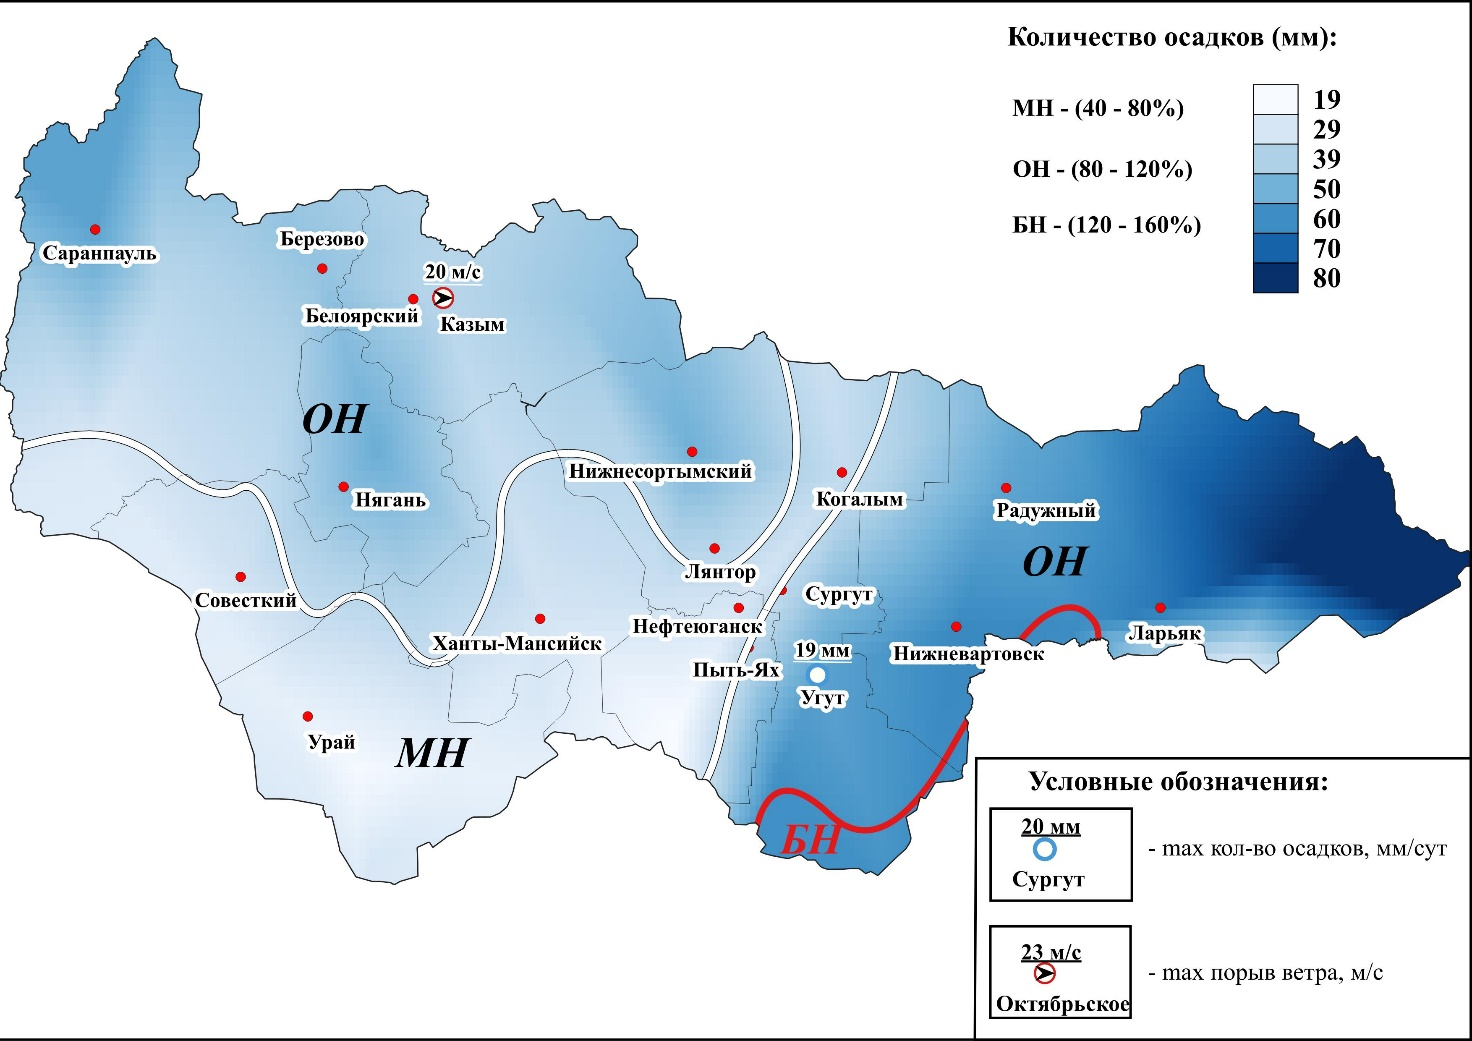 Количество осадков (мм):
МН - (40 - 80%)
ОН - (80 - 120%)
БН - (120 - 160%)
19
29
39
50
60
70
80
Саранпауль
Березово
20 м/с
Белоярский
Казым
ОН
Нягань
Нижнесортымский
Когалым
Радужный
ОН
Лянтор
Советский
Сургут
Нефтеюганск
Ханты-Мансийск
Ларьяк
19 мм
Нижневартовск
Пыть-Ях
Угут
Урай
МН
БН
Условные обозначения:
20 мм
Сургут
- max кол-во осадков, мм/сут
23 м/с
Октябрьское
- max порыв ветра, м/с